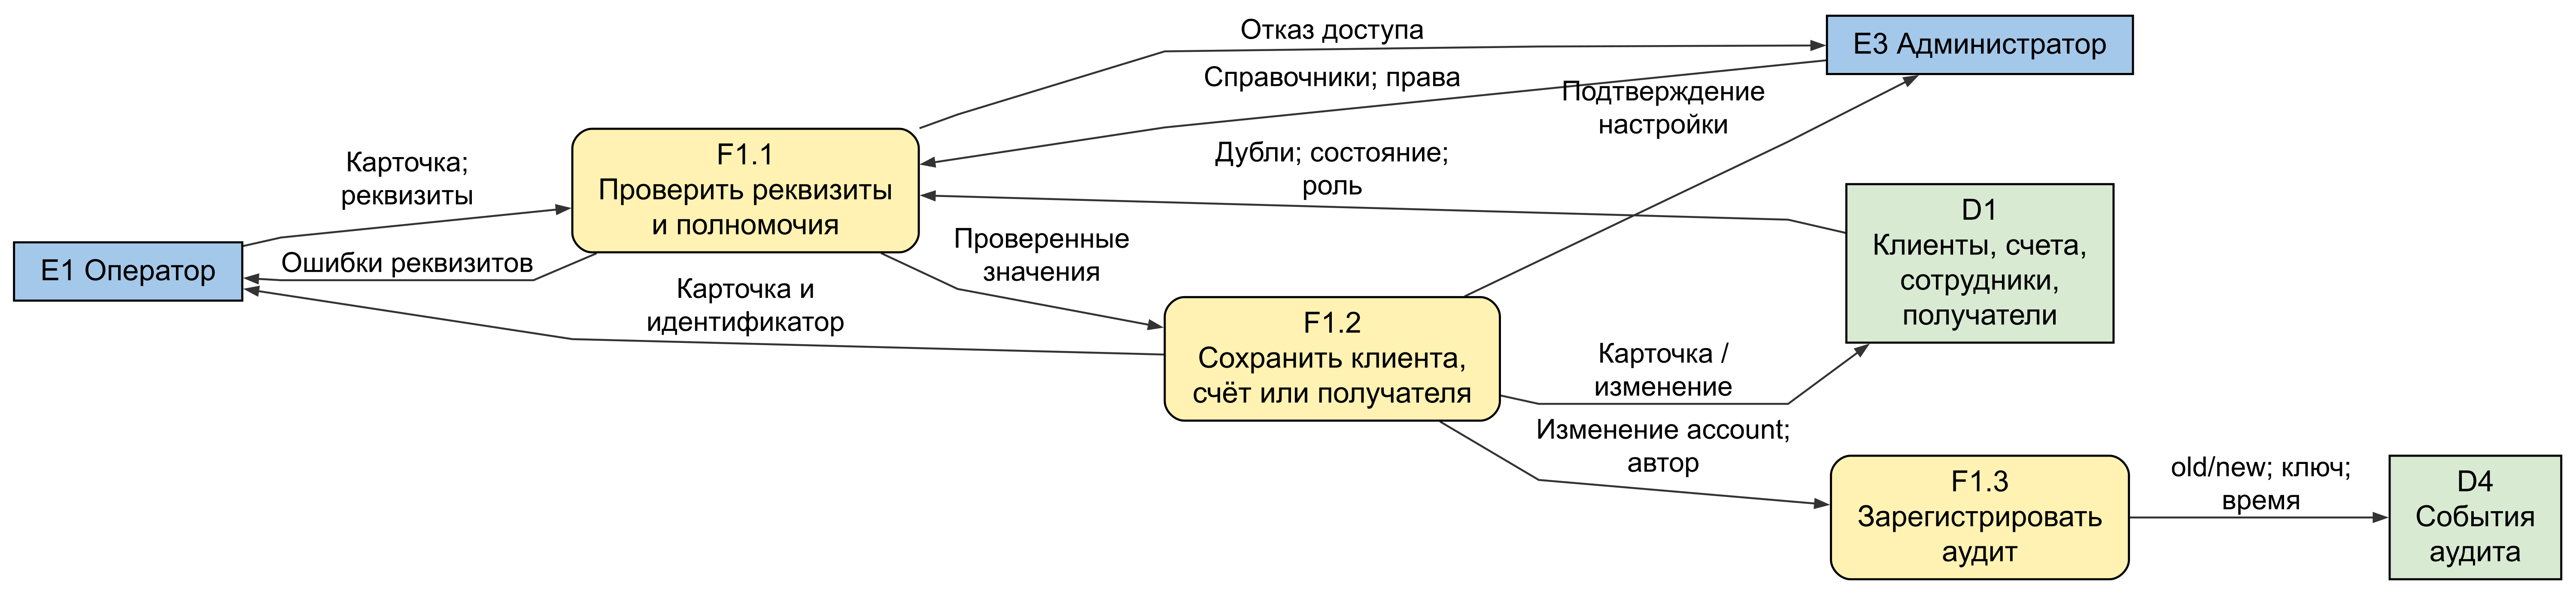 Отказ доступа
E3 Администратор
Справочники; права
Подтверждение
настройки
F1.1
Проверить реквизиты
и полномочия
Карточка;
реквизиты
Дубли; состояние;
роль
D1
Клиенты, счета,
сотрудники,
получатели
E1 Оператор
Ошибки реквизитов
Проверенные
значения
Карточка и
идентификатор
F1.2
Сохранить клиента,
счёт или получателя
Карточка /
изменение
Изменение account;
автор
F1.3
Зарегистрировать
аудит
old/new; ключ;
время
D4
События
аудита